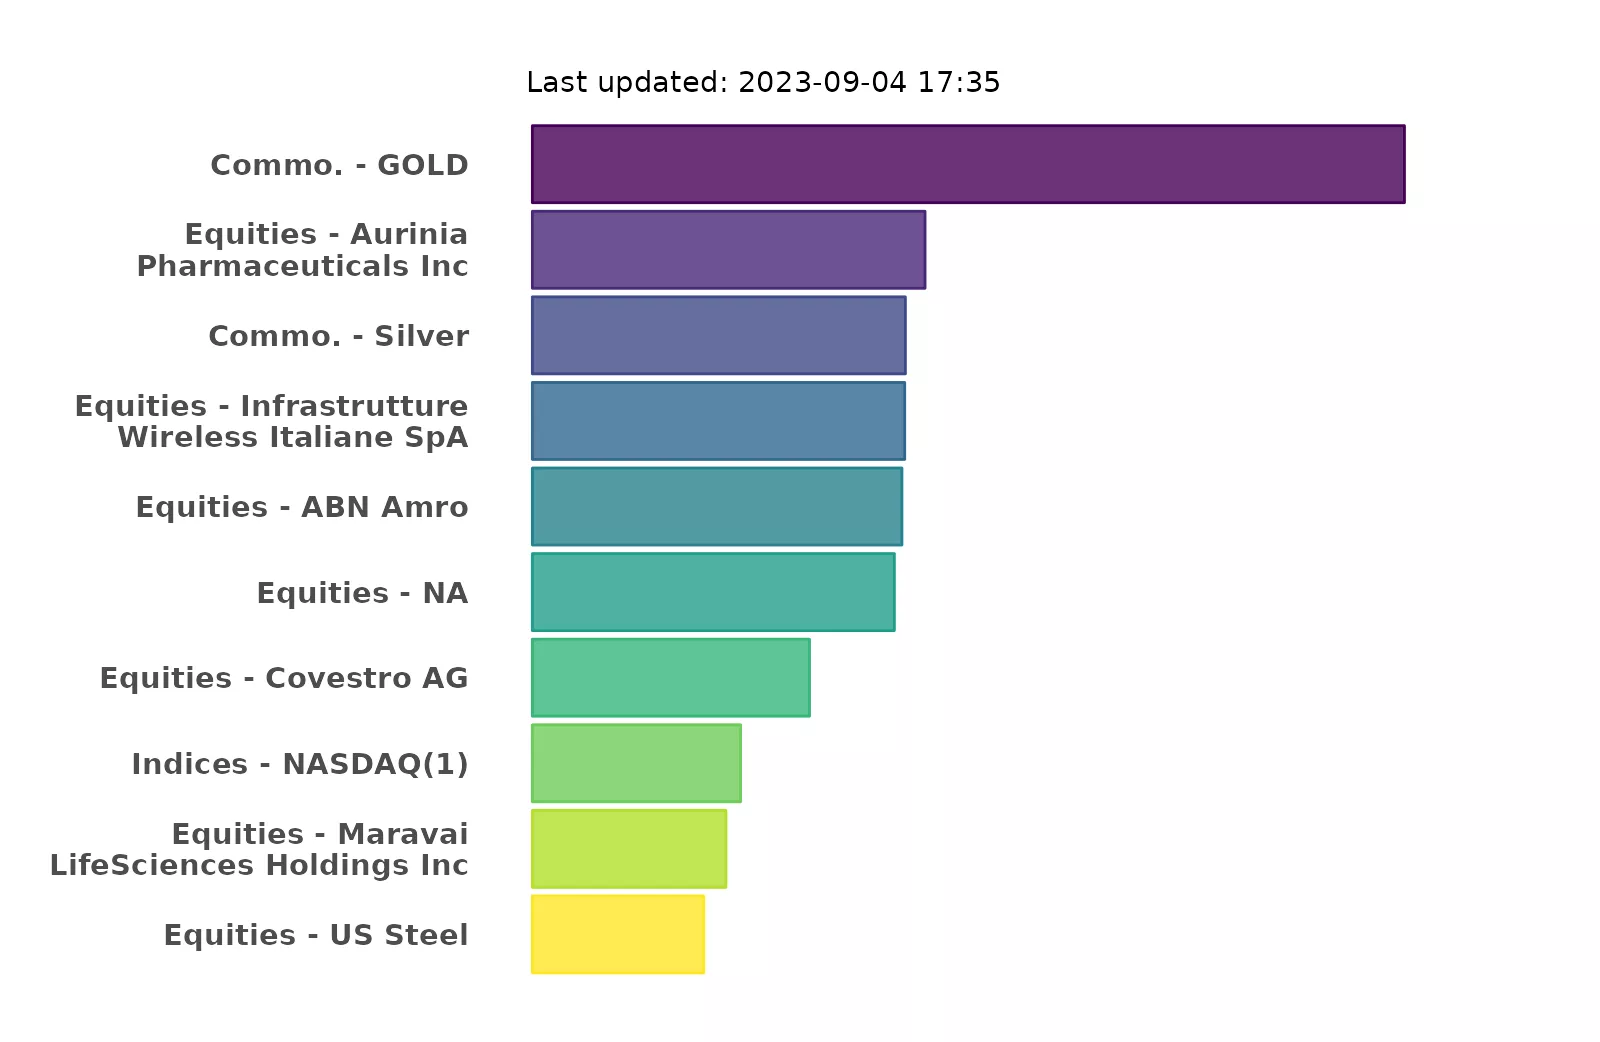 Last updated: 2023-09-04 17:35
Commo. - GOLD
Equities - Aurinia
Pharmaceuticals Inc
Commo. - Silver
Equities - Infrastrutture
Wireless Italiane SpA
Equities - ABN Amro
Equities - NA
Equities - Covestro AG
Indices - NASDAQ(1)
Equities - Maravai
LifeSciences Holdings Inc
Equities - US Steel